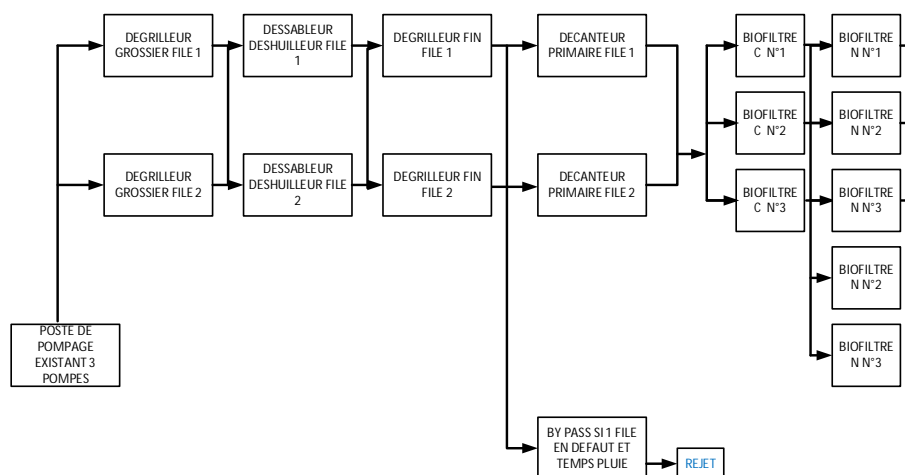 DEGRILLEUR
GROSSIER FILE 1
DESSABLEUR
DESHUILLEUR FILE
1
DEGRILLEUR FIN
FILE 1
DECANTEUR
PRIMAIRE FILE 1
BIOFILTRE
C N°1
BIOFILTRE
N N°1
BIOFILTRE
C N°2
BIOFILTRE
N N°2
DEGRILLEUR
GROSSIER FILE 2
DESSABLEUR
DESHUILLEUR FILE
2
DEGRILLEUR FIN
FILE 2
DECANTEUR
PRIMAIRE FILE 2
BIOFILTRE
C N°3
BIOFILTRE
N N°3
BIOFILTRE
N N°2
POSTE DE
POMPAGE
EXISTANT 3
POMPES
BIOFILTRE
N N°3
BY PASS SI 1 FILE
EN DEFAUT ET
TEMPS PLUIE
REJET